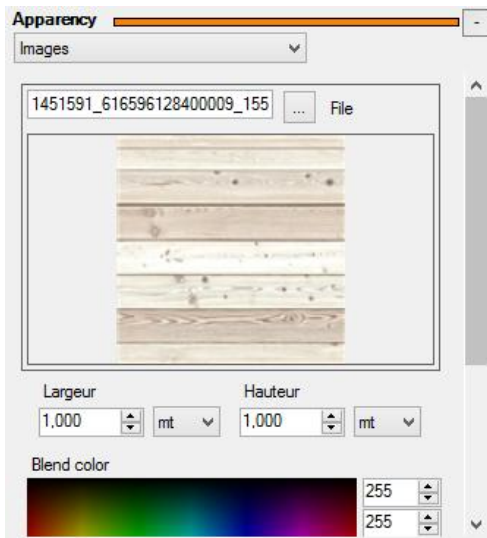 Apparency
-
Images
1451591_616596128400009_155
... File
Largeur Hauteur
1,000 mt 1,000 mt
Blend color
255
255